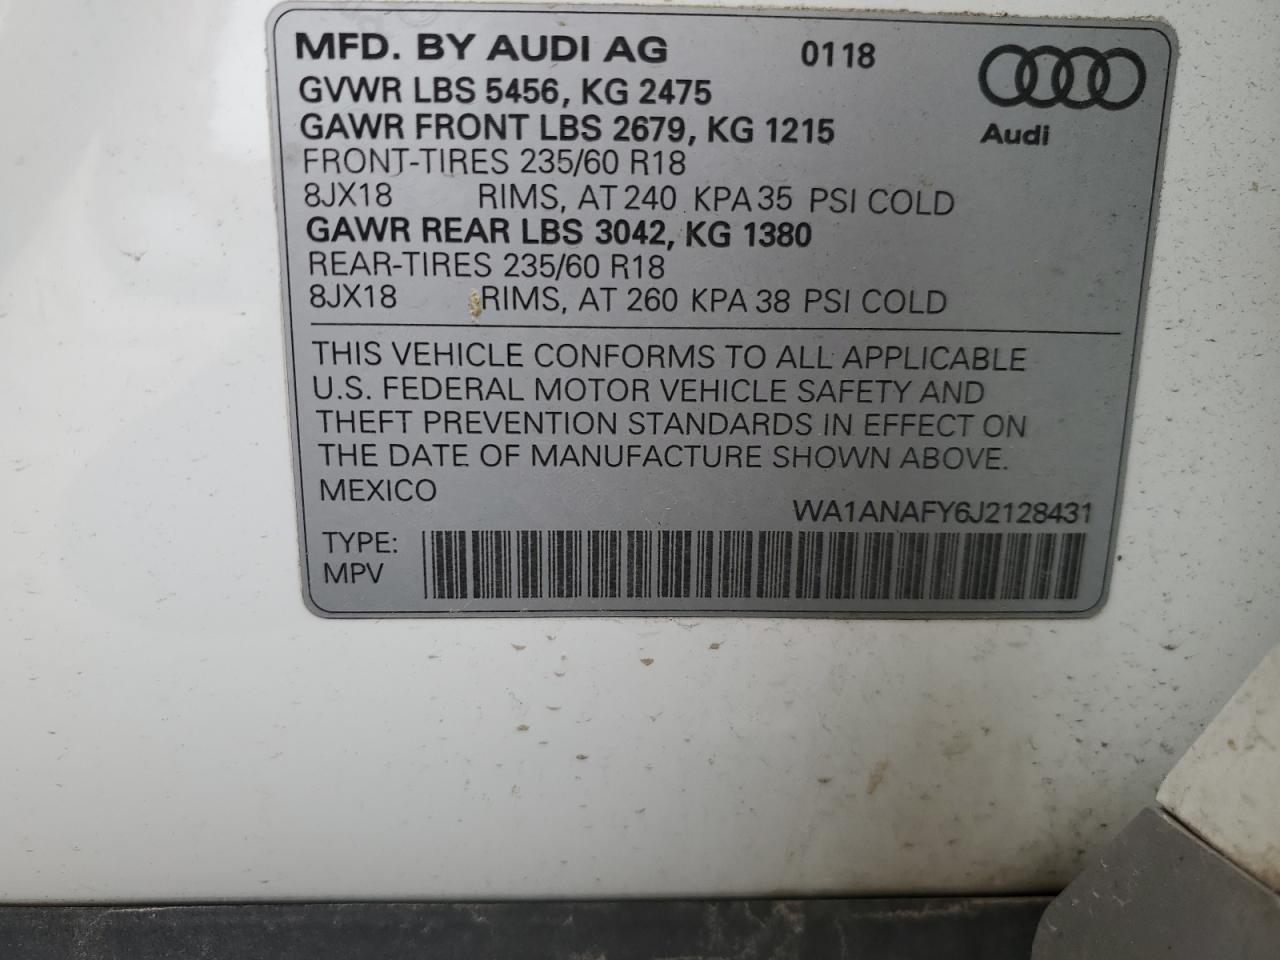 MFD. BY AUDI AG 0118
GVWR LBS 5456, KG 2475
GAWR FRONT LBS 2679, KG 1215
Audi
FRONT-TIRES 235/60 R18
8JX18 RIMS, AT 240 KPA 35 PSI COLD
GAWR REAR LBS 3042, KG 1380
REAR-TIRES 235/60 R18
8JX18 RIMS, AT 260 KPA 38 PSI COLD
THIS VEHICLE CONFORMS TO ALL APPLICABLE
U.S. FEDERAL MOTOR VEHICLE SAFETY AND
THEFT PREVENTION STANDARDS IN EFFECT ON
THE DATE OF MANUFACTURE SHOWN ABOVE.
MEXICO
WA1ANAFY6J2128431
TYPE:
MPV